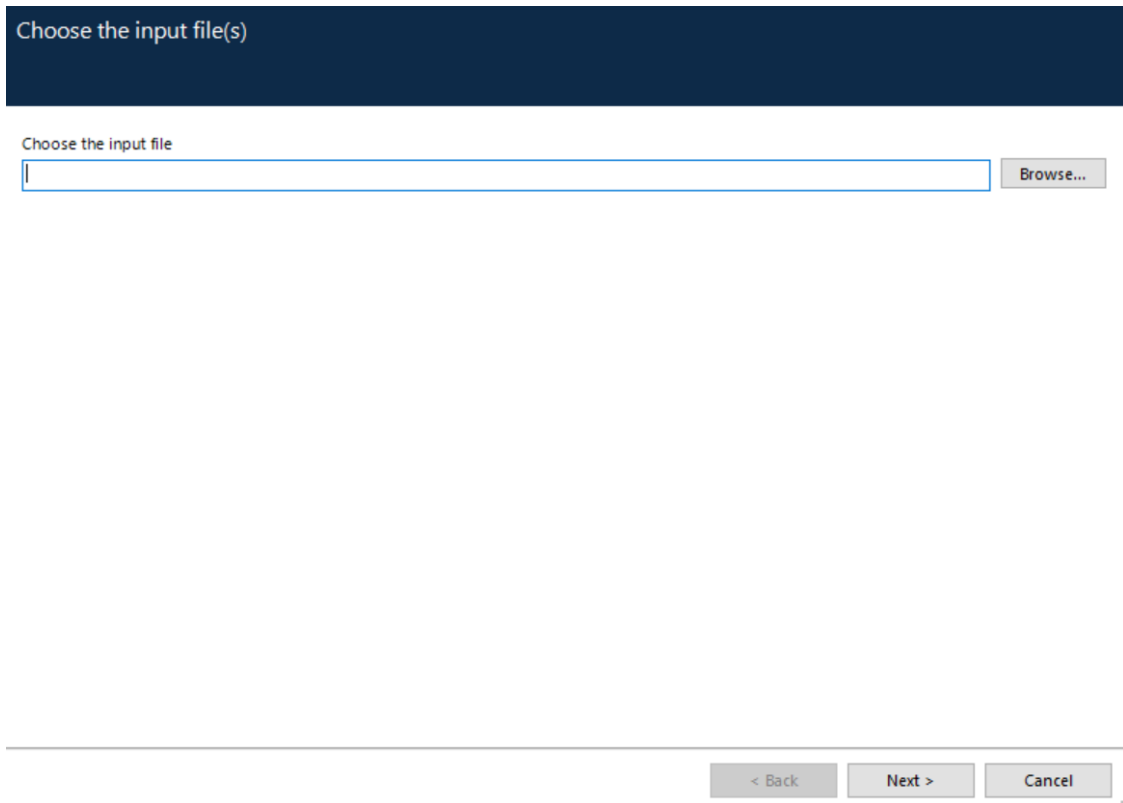 Choose the input file(s)
Choose the input file
Browse...
< Back Next > Cancel